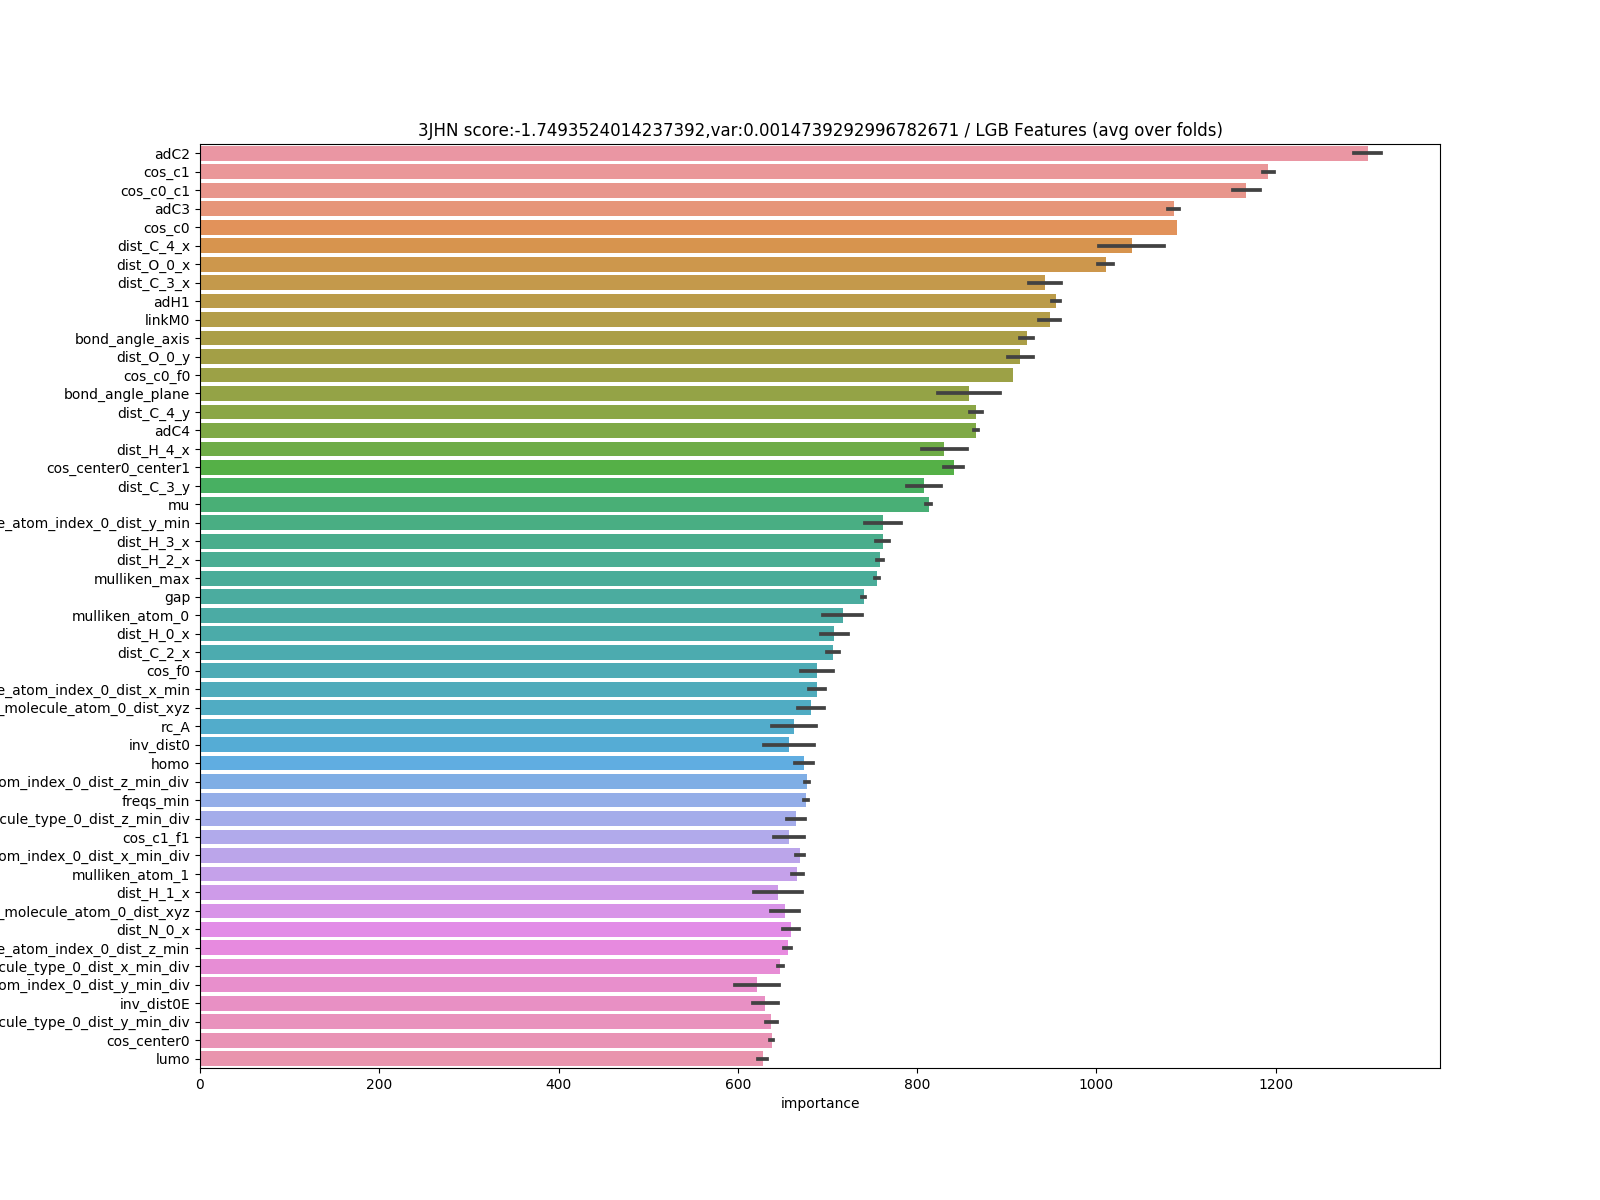 3JHN score:-1.7493524014237392,var:0.0014739292996782671 / LGB Features (avg over folds)
adC2
cos_c1
cos_c0_c1
adC3
cos_c0
dist_C_4_x
dist_O_0_x
dist_C_3_x
adH1
linkM0
bond_angle_axis
dist_O_0_y
cos_c0_f0
bond_angle_plane
dist_C_4_y
adC4
dist_H_4_x
cos_center0_center1
dist_C_3_y
mu
e_atom_index_0_dist_y_min
dist_H_3_x
dist_H_2_x
mulliken_max
gap
mulliken_atom_0
dist_H_0_x
dist_C_2_x
cos_f0
e_atom_index_0_dist_x_min
_molecule_atom_0_dist_xyz
rc_A
inv_dist0
homo
om_index_0_dist_z_min_div
freqs_min
cule_type_0_dist_z_min_div
cos_c1_f1
om_index_0_dist_x_min_div
mulliken_atom_1
dist_H_1_x
_molecule_atom_0_dist_xyz
dist_N_0_x
e_atom_index_0_dist_z_min
cule_type_0_dist_x_min_div
om_index_0_dist_y_min_div
inv_dist0E
cule_type_0_dist_y_min_div
cos_center0
lumo
0 200 400 600 800 1000 1200
importance